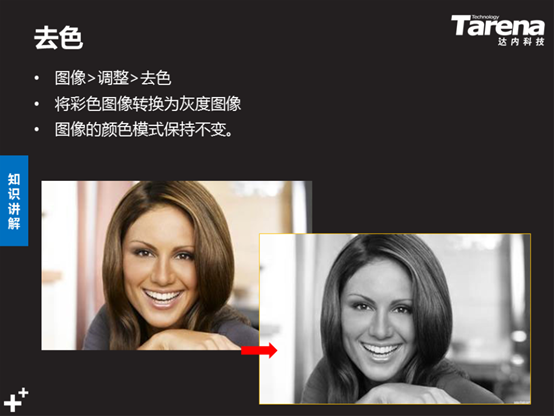 去色
Technology
Tarena
达内科技
• 图像>调整>去色
• 将彩色图像转换为灰度图像
• 图像的颜色模式保持不变。
知识讲解